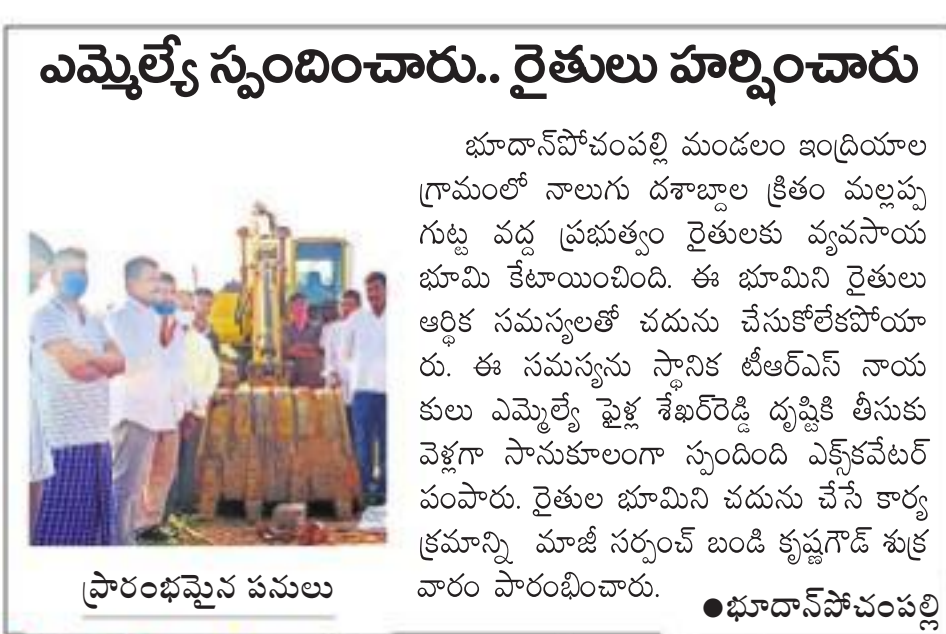 ఎమ్మెల్యే స్పందించారు.. రైతులు హర్షించారు
భూదాన్‌పోచంపల్లి మండలం ఇంద్రియాల
గ్రామంలో నాలుగు దశాబ్దాల క్రితం మల్లప్ప
గుట్ట వద్ద ప్రభుత్వం రైతులకు వ్యవసాయ
భూమి కేటాయించింది. ఈ భూమిని రైతులు
ఆర్థిక సమస్యలతో చదును చేసుకోలేకపోయా
రు. ఈ సమస్యను స్థానిక టీఆర్‌ఎస్ నాయ
కులు ఎమ్మెల్యే ఫైళ్ల శేఖర్‌రెడ్డి దృష్టికి తీసుకు
వెళ్లగా సానుకూలంగా స్పందింది ఎక్స్‌కవేటర్
పంపారు. రైతుల భూమిని చదును చేసే కార్య
క్రమాన్ని మాజీ సర్పంచ్ బండి కృష్ణగౌడ్ శుక్ర
వారం పారంభించారు.
●భూదాన్‌పోచంపల్లి
ప్రారంభమైన పనులు